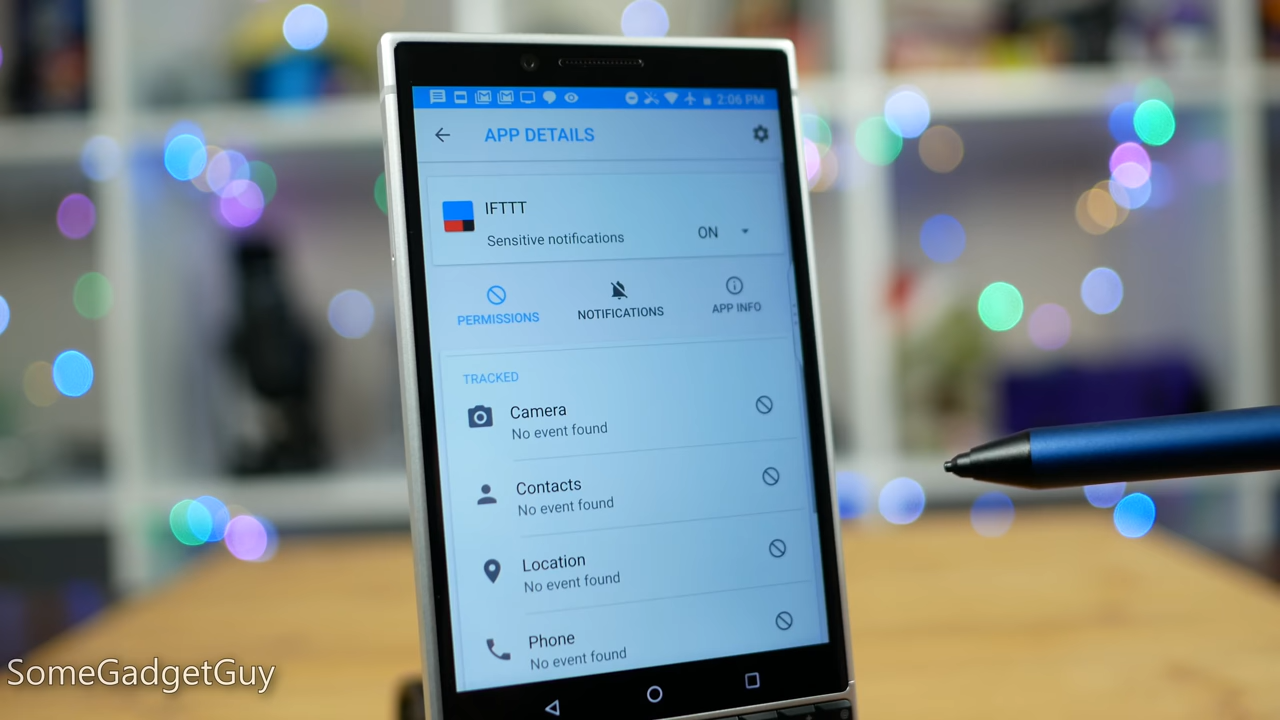 2:06 PM
APP DETAILS
IFTTT
Sensitive notifications
ON
PERMISSIONS
NOTIFICATIONS
APP INFO
TRACKED
Camera
No event found
Contacts
No event found
Location
No event found
Phone
No event found
SomeGadgetGuy